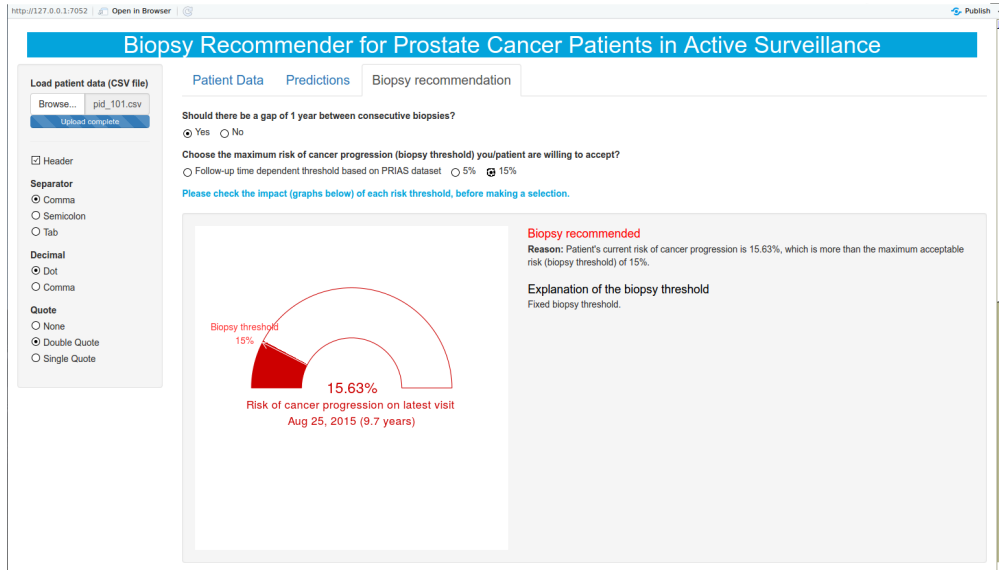 http://127.0.0.1:7052 Open in Browser Publish
Biopsy Recommender for Prostate Cancer Patients in Active Surveillance
Load patient data (CSV file)
Browse... pid_101.csv
Upload complete
Header
Separator
Comma
Semicolon
Tab
Decimal
Dot
Comma
Quote
None
Double Quote
Single Quote
Patient Data Predictions Biopsy recommendation
Should there be a gap of 1 year between consecutive biopsies?
Yes No
Choose the maximum risk of cancer progression (biopsy threshold) you/patient are willing to accept?
Follow-up time dependent threshold based on PRIAS dataset 5% 15%
Please check the impact (graphs below) of each risk threshold, before making a selection.
Biopsy threshold
15%
15.63%
Risk of cancer progression on latest visit
Aug 25, 2015 (9.7 years)
Biopsy recommended
Reason: Patient's current risk of cancer progression is 15.63%, which is more than the maximum acceptable
risk (biopsy threshold) of 15%.
Explanation of the biopsy threshold
Fixed biopsy threshold.